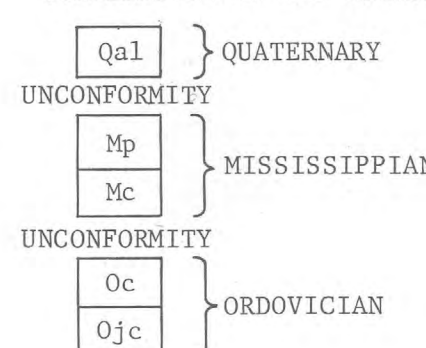 Qal QUATERNARY
UNCONFORMITY
Mp
MISSISSIPPIAN
Mc
UNCONFORMITY
Oc
ORDOVICIAN
Ojc